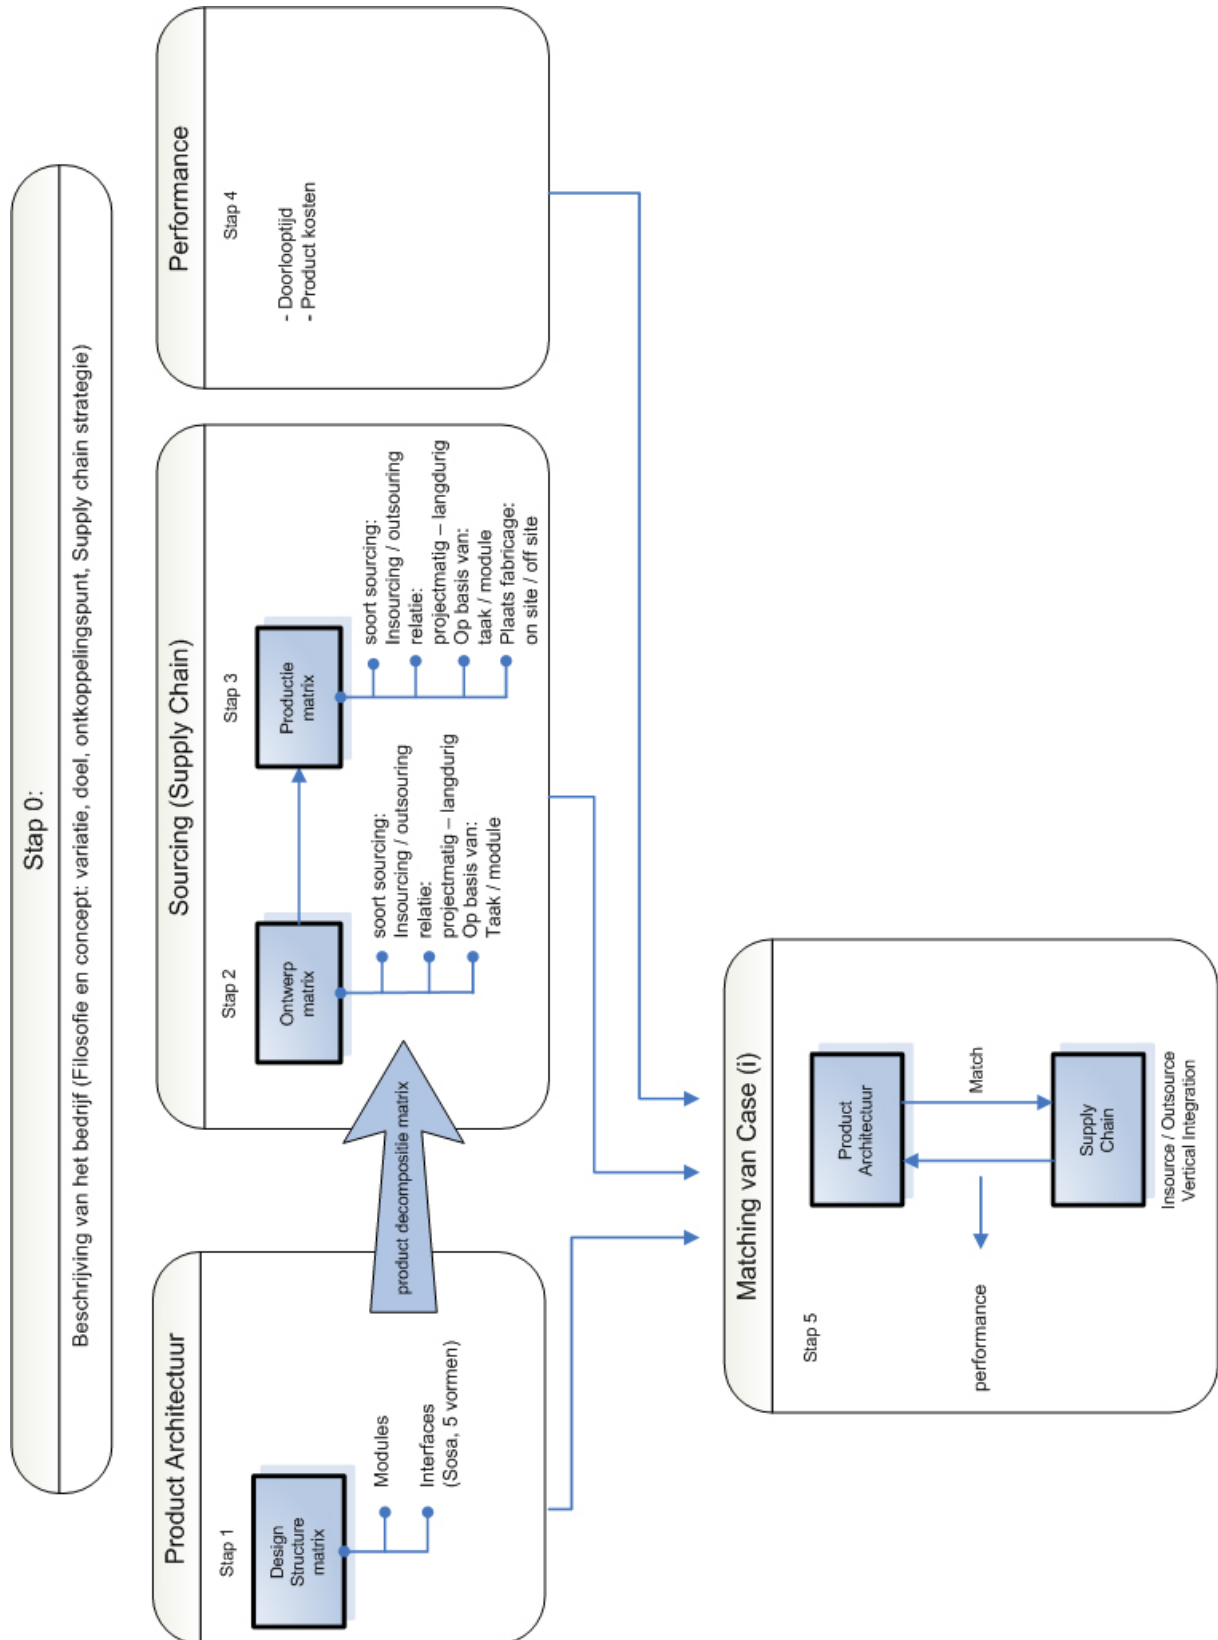 Stap 0:
Beschrijving van het bedrijf (Filosofie en concept: variatie, doel, ontkoppelingspunt, Supply chain strategie)
Product Architectuur
Stap 1
Design
Structure
matrix
Modules
Interfaces
(Sosa, 5 vormen)
product decompositie matrix
Sourcing (Supply Chain)
Stap 2
Ontwerp
matrix
soort sourcing:
Insourcing / outsouring
relatie:
projectmatig – langdurig
Op basis van:
Taak / module
Stap 3
Productie
matrix
soort sourcing:
Insourcing / outsouring
relatie:
projectmatig – langdurig
Op basis van:
taak / module
Plaats fabricage:
on site / off site
Performance
Stap 4
- Doorlooptijd
- Product kosten
Matching van Case (i)
Stap 5
Product
Architectuur
Match
performance
Supply
Chain
Insource / Outsource
Vertical Integration